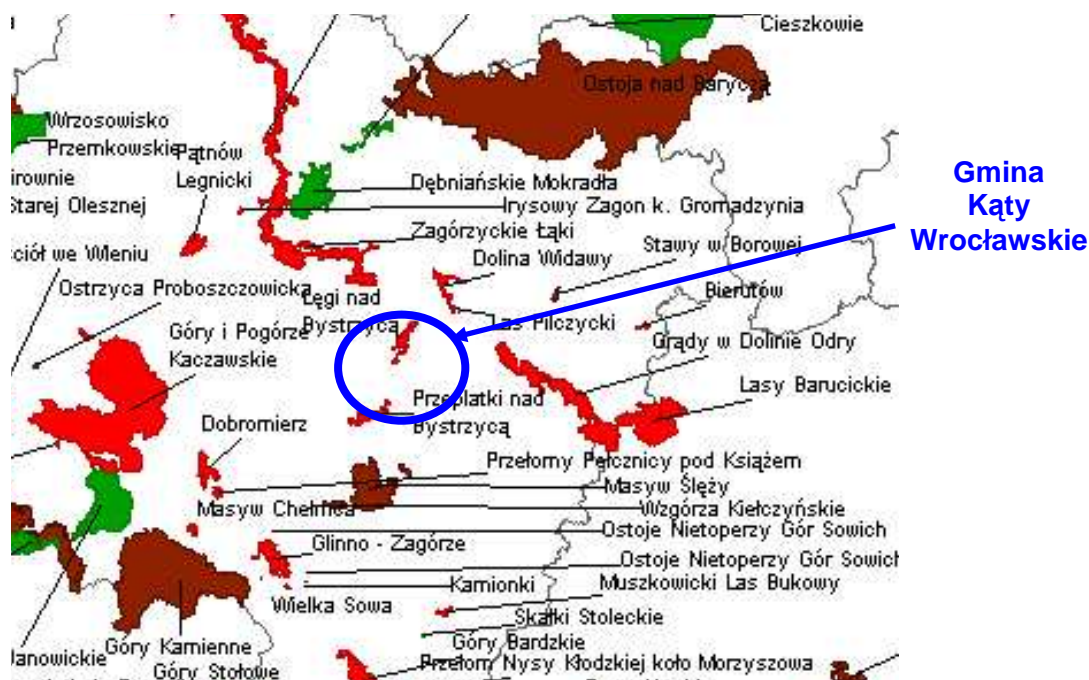 Cieszkowie
Ostoja nad Baryczą
Wrzosowisko
Przemkowskie
Pątnów
Legnicki
Starej Olesznej
Dębniańskie Mokradła
Irysowy Zagon k. Gromadzynia
Zagórzyckie Łąki
Stawy w Borowej
Gmina
Kąty
Wrocławskie
we Wleniu
Dolina Widawy
Ostrzyca Proboszczowicka
Łęgi nad
Bystrzycą
Las Pilczycki
Bierutów
Góry i Pogórze
Kaczawskie
Grądy w Dolinie Odry
Lasy Barucickie
Przeplatki nad
Bystrzycą
Dobromierz
Przełomy Pełcznicy pod Książem
Masyw Ślęży
Masyw Chełmca
Wzgórza Kiełczyńskie
Ostoje Nietoperzy Gór Sowich
Glinno - Zagórze
Ostoje Nietoperzy Gór Sowich
Kamionki
Muszkowicki Las Bukowy
Wielka Sowa
Skałki Stoleckie
Góry Bardzkie
Góry Kamienne
Janowickie
Góry Stołowe
Przełom Nysy Kłodzkiej koło Morzyszowa